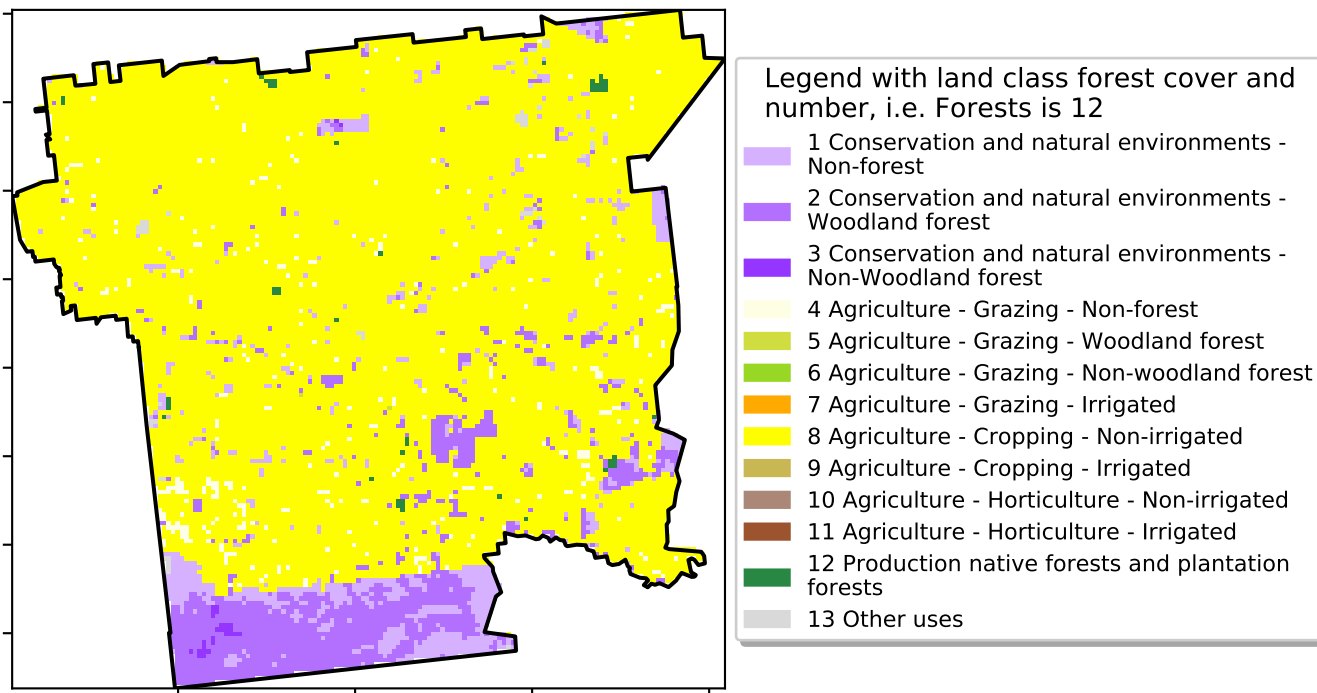 Legend with land class forest cover and
number, i.e. Forests is 12
1 Conservation and natural environments -
Non-forest
2 Conservation and natural environments -
Woodland forest
3 Conservation and natural environments -
Non-Woodland forest
4 Agriculture - Grazing - Non-forest
5 Agriculture - Grazing - Woodland forest
6 Agriculture - Grazing - Non-woodland forest
7 Agriculture - Grazing - Irrigated
8 Agriculture - Cropping - Non-irrigated
9 Agriculture - Cropping - Irrigated
10 Agriculture - Horticulture - Non-irrigated
11 Agriculture - Horticulture - Irrigated
12 Production native forests and plantation
forests
13 Other uses